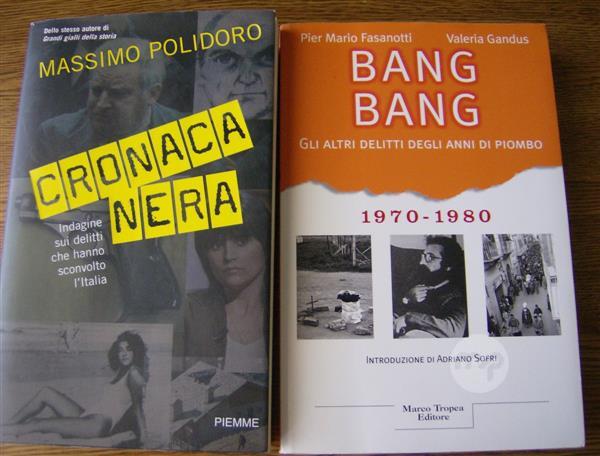 Dello stesso autore di
Grandi gialli della storia
MASSIMO POLIDORO
CRONACA
NERA
Indagine
sui delitti
che hanno
sconvolto
l'Italia
PIEMME
Pier Mario Fasanotti Valeria Gandus
BANG
BANG
GLI ALTRI DELITTI DEGLI ANNI DI PIOMBO
1970-1980
INTRODUZIONE DI ADRIANO SOFRI
Marco Tropea
Editore